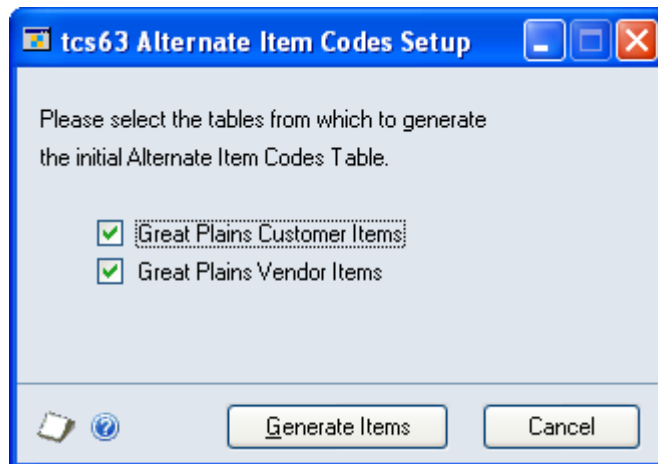 tcs63 Alternate Item Codes Setup
Please select the tables from which to generate
the initial Alternate Item Codes Table.
Great Plains Customer Items
Great Plains Vendor Items
Generate Items Cancel